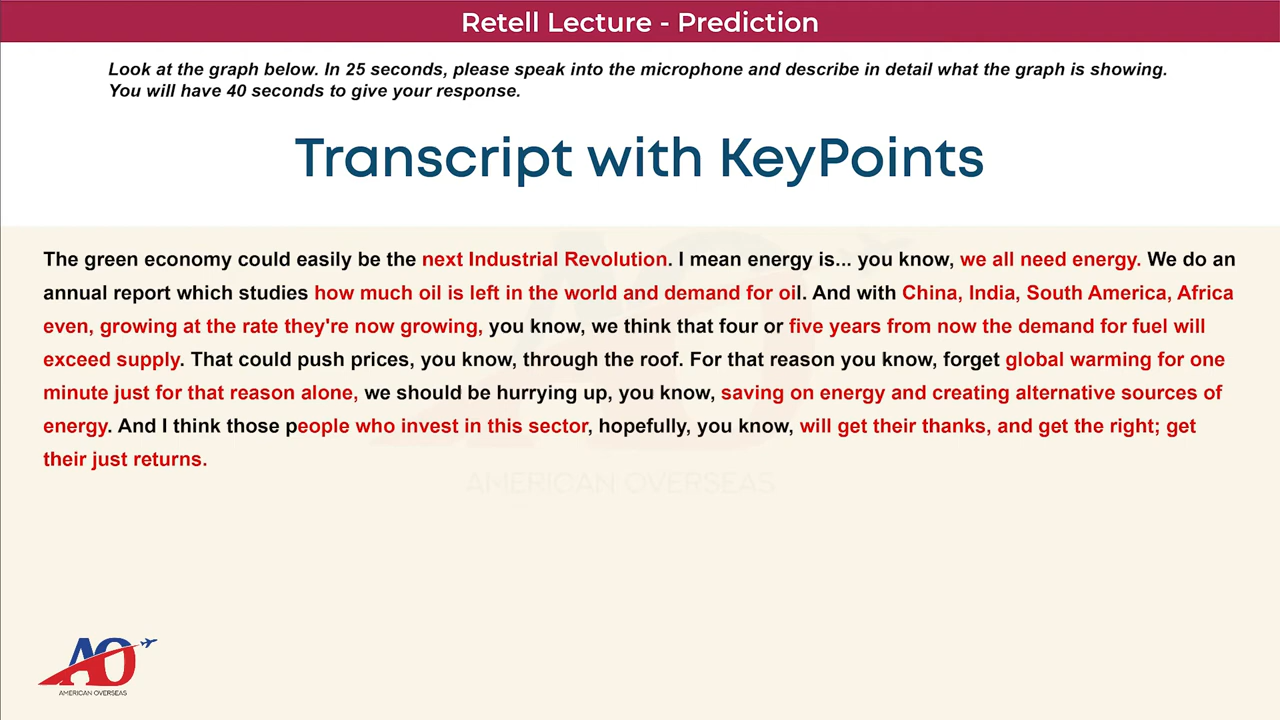 Retell Lecture - Prediction
Look at the graph below. In 25 seconds, please speak into the microphone and describe in detail what the graph is showing.
You will have 40 seconds to give your response.
Transcript with KeyPoints
The green economy could easily be the next Industrial Revolution. I mean energy is... you know, we all need energy. We do an
annual report which studies how much oil is left in the world and demand for oil. And with China, India, South America, Africa
even, growing at the rate they're now growing, you know, we think that four or five years from now the demand for fuel will
exceed supply. That could push prices, you know, through the roof. For that reason you know, forget global warming for one
minute just for that reason alone, we should be hurrying up, you know, saving on energy and creating alternative sources of
energy. And I think those people who invest in this sector, hopefully, you know, will get their thanks, and get the right; get
their just returns.
AO
AMERICAN OVERSEAS
AO
AMERICAN OVERSEAS